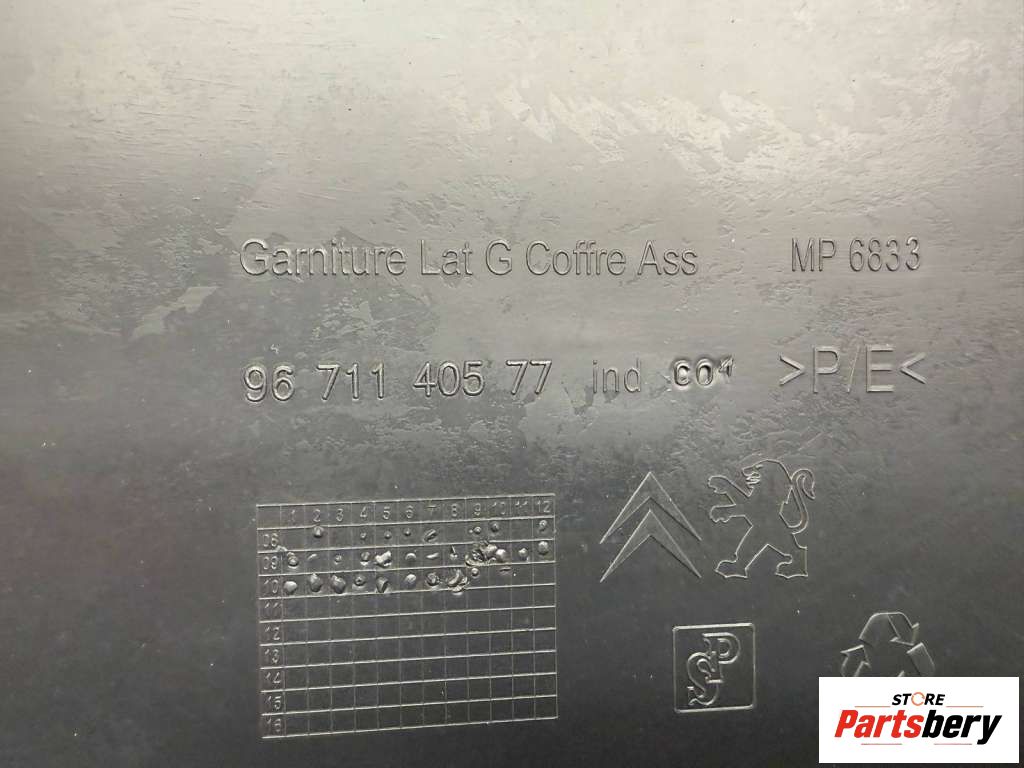 Garniture Lat G Coffre Ass MP 6833
96 711 405 77 ind C01 >P/E<
1 2 3 4 5 6 7 8 9 10 11 12
08
09
10
11
12
13
14
15
16
PS
STORE
Partsbery